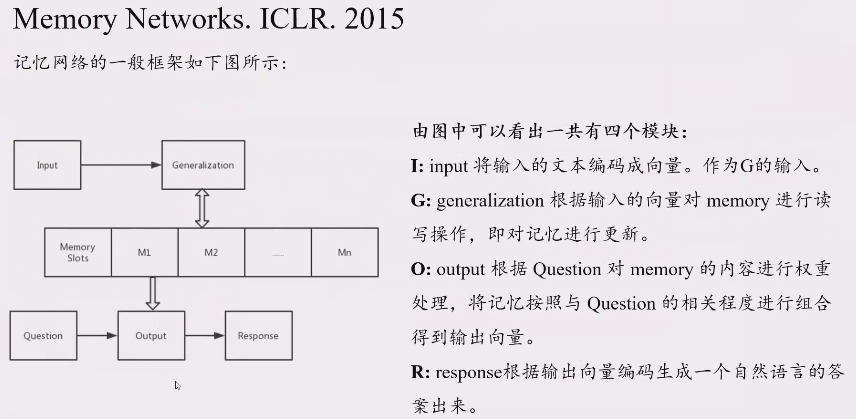 Memory Networks. ICLR. 2015
记忆网络的一般框架如下图所示：
Input
Generalization
Memory
Slots
M1
M2
......
Mn
Question
Output
Response
由图中可以看出一共有四个模块：
I: input 将输入的文本编码成向量。作为G的输入。
G: generalization 根据输入的向量对 memory 进行读
写操作，即对记忆进行更新。
O: output 根据 Question 对 memory 的内容进行权重
处理，将记忆按照与 Question 的相关程度进行组合
得到输出向量。
R: response根据输出向量编码生成一个自然语言的答
案出来。